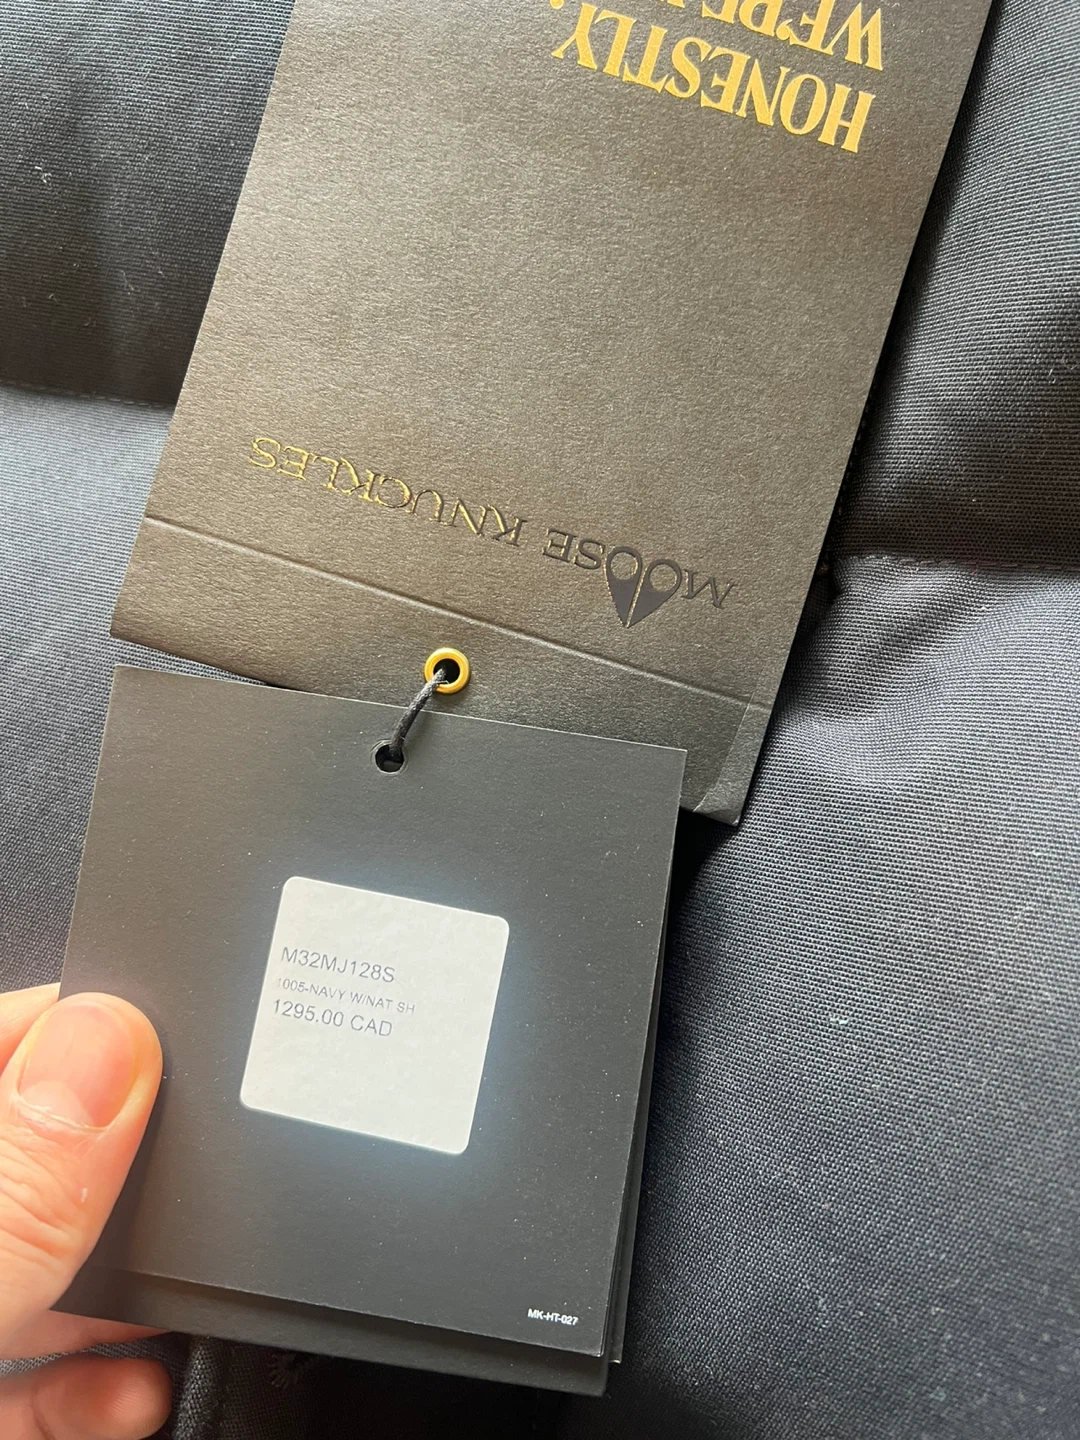 HONESTLY.
MOOSE KNUCKLES
M32MJ128S
1005-NAVY W/NAT SH
1295.00 CAD
MK-HT-027